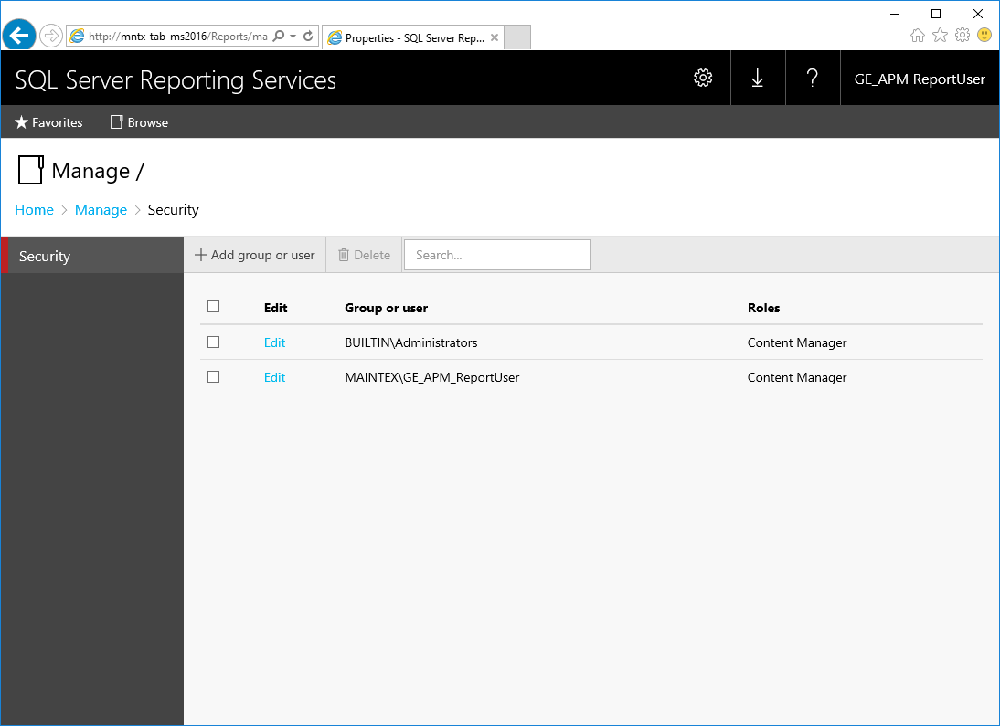 http://mntx-tab-ms2016/Reports/ma
Properties - SQL Server Rep...
SQL Server Reporting Services
?
GE_APM ReportUser
Favorites
Browse
Manage /
Home > Manage > Security
Security
+ Add group or user
Delete
Search...
Edit Group or user Roles
Edit BUILTIN\Administrators Content Manager
Edit MAINTEX\GE_APM_ReportUser Content Manager